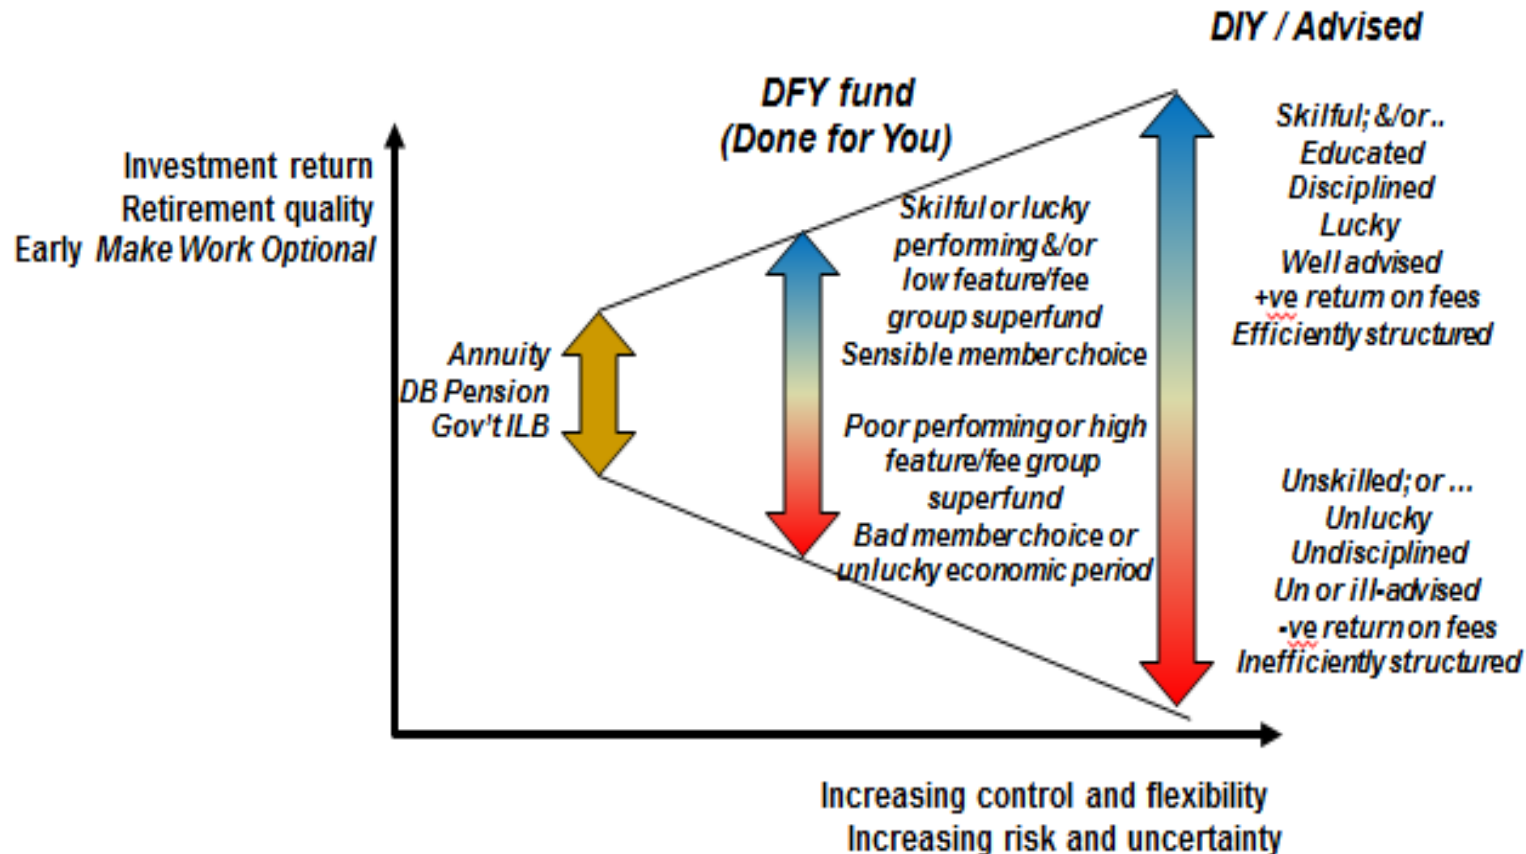 DIY / Advised
DFY fund
(Done for You)
Investment return
Retirement quality
Early Make Work Optional
Annuity
DB Pension
Gov't ILB
Skilful or lucky
performing &/or
low feature/fee
group superfund
Sensible member choice
Poor performing or high
feature/fee group
superfund
Bad member choice or
unlucky economic period
Skilful; &/or ..
Educated
Disciplined
Lucky
Well advised
+ve return on fees
Efficiently structured
Unskilled; or ...
Unlucky
Undisciplined
Un or ill-advised
-ve return on fees
Inefficiently structured
Increasing control and flexibility
Increasing risk and uncertainty